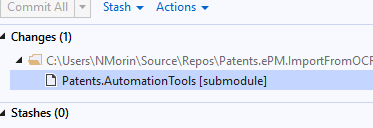 Commit All Stash Actions
Changes (1)
C:\Users\NMorin\Source\Repos\Patents.ePM.ImportFromOCF
Patents.AutomationTools [submodule]
Stashes (0)